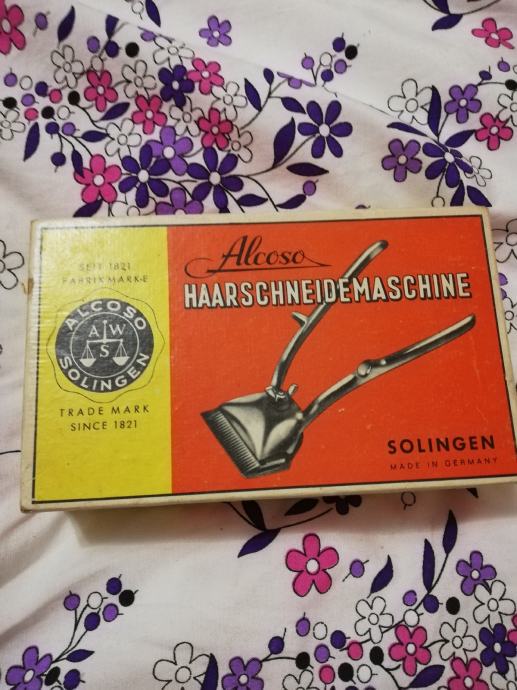 SEIT 1821
FABRIKMARKE
ALCOSO
A W
S
SOLINGEN
TRADE MARK
SINCE 1821
Alcoso
HAARSCHNEIDEMASCHINE
SOLINGEN
MADE IN GERMANY